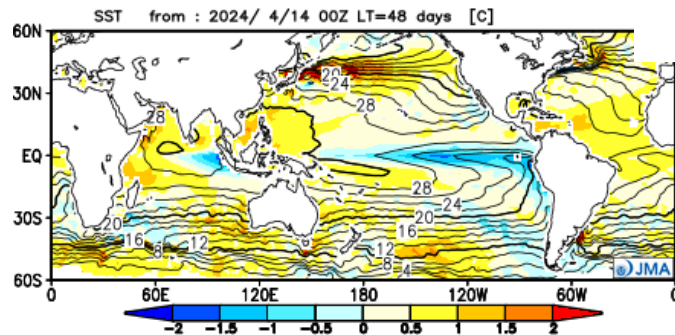 SST from : 2024/ 4/14 00Z LT=48 days [C]
60N
30N
EQ
30S
60S
28
20
24
28
28
24
20
20
16
16
12
12
8
8
4
JMA
0 60E 120E 180 120W 60W 0
-2 -1.5 -1 -0.5 0 0.5 1 1.5 2